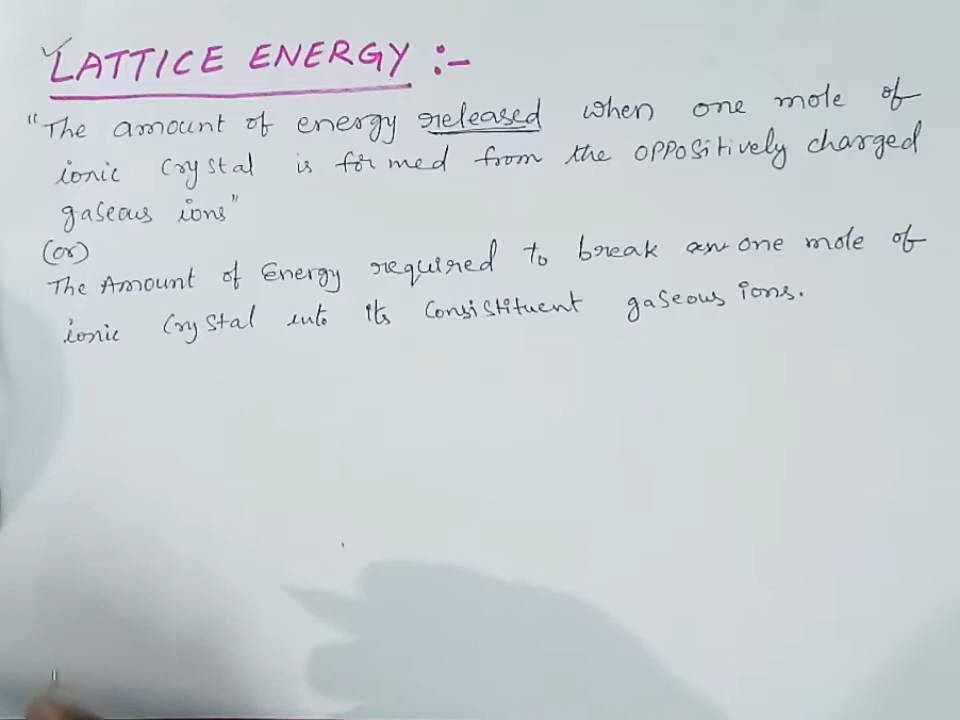 LATTICE ENERGY :-
"The amount of energy released when one mole of
ionic crystal is formed from the oppositively charged
gaseous ions"
(or)
The Amount of Energy required to break one mole of
ionic crystal into its consistituent gaseous ions.